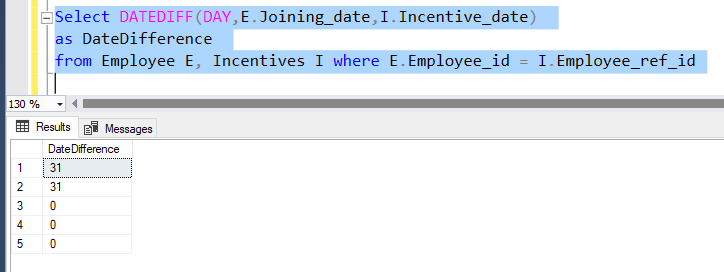 Select DATEDIFF(DAY,E.Joining_date,I.Incentive_date)
as DateDifference
from Employee E, Incentives I where E.Employee_id = I.Employee_ref_id
130 %
Results Messages
DateDifference
1 31
2 31
3 0
4 0
5 0